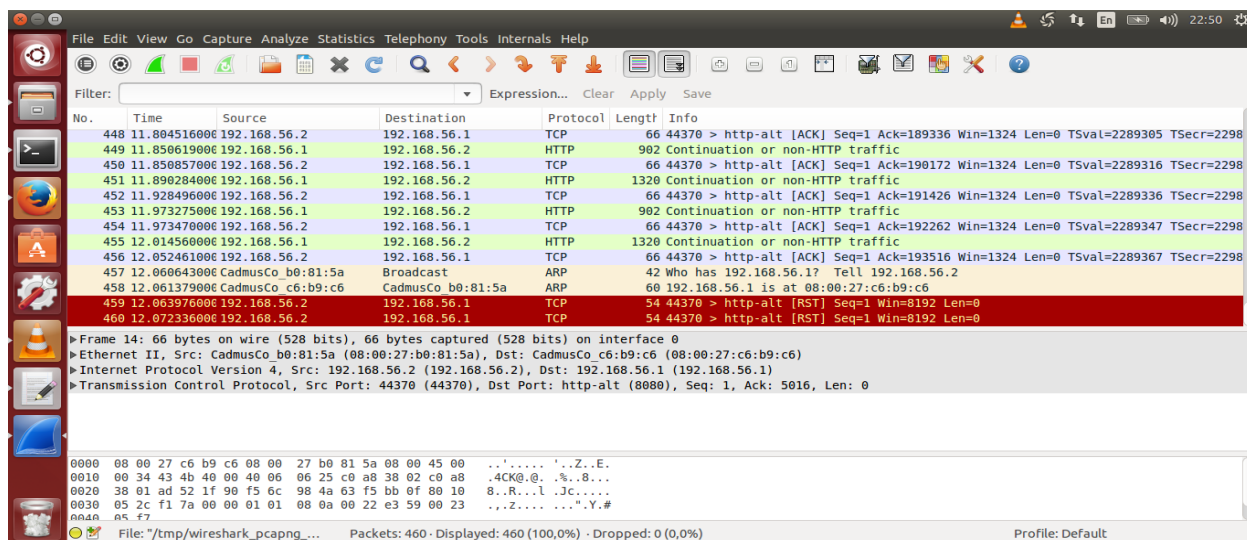 En 22:50
File Edit View Go Capture Analyze Statistics Telephony Tools Internals Help
Filter: Expression... Clear Apply Save
No. Time Source Destination Protocol Length Info
448 11.804516000 192.168.56.2 192.168.56.1 TCP 66 44370 > http-alt [ACK] Seq=1 Ack=189336 Win=1324 Len=0 TSval=2289305 TSecr=2298
449 11.850619000 192.168.56.1 192.168.56.2 HTTP 902 Continuation or non-HTTP traffic
450 11.850857000 192.168.56.2 192.168.56.1 TCP 66 44370 > http-alt [ACK] Seq=1 Ack=190172 Win=1324 Len=0 TSval=2289316 TSecr=2298
451 11.890284000 192.168.56.1 192.168.56.2 HTTP 1320 Continuation or non-HTTP traffic
452 11.928496000 192.168.56.2 192.168.56.1 TCP 66 44370 > http-alt [ACK] Seq=1 Ack=191426 Win=1324 Len=0 TSval=2289336 TSecr=2298
453 11.973275000 192.168.56.1 192.168.56.2 HTTP 902 Continuation or non-HTTP traffic
454 11.973470000 192.168.56.2 192.168.56.1 TCP 66 44370 > http-alt [ACK] Seq=1 Ack=192262 Win=1324 Len=0 TSval=2289347 TSecr=2298
455 12.014560000 192.168.56.1 192.168.56.2 HTTP 1320 Continuation or non-HTTP traffic
456 12.052461000 192.168.56.2 192.168.56.1 TCP 66 44370 > http-alt [ACK] Seq=1 Ack=193516 Win=1324 Len=0 TSval=2289367 TSecr=2298
457 12.060643000 CadmusCo_b0:81:5a Broadcast ARP 42 Who has 192.168.56.1? Tell 192.168.56.2
458 12.061379000 CadmusCo_c6:b9:c6 CadmusCo_b0:81:5a ARP 60 192.168.56.1 is at 08:00:27:c6:b9:c6
459 12.063976000 192.168.56.2 192.168.56.1 TCP 54 44370 > http-alt [RST] Seq=1 Win=8192 Len=0
460 12.072336000 192.168.56.2 192.168.56.1 TCP 54 44370 > http-alt [RST] Seq=1 Win=8192 Len=0
Frame 14: 66 bytes on wire (528 bits), 66 bytes captured (528 bits) on interface 0
Ethernet II, Src: CadmusCo_b0:81:5a (08:00:27:b0:81:5a), Dst: CadmusCo_c6:b9:c6 (08:00:27:c6:b9:c6)
Internet Protocol Version 4, Src: 192.168.56.2 (192.168.56.2), Dst: 192.168.56.1 (192.168.56.1)
Transmission Control Protocol, Src Port: 44370 (44370), Dst Port: http-alt (8080), Seq: 1, Ack: 5016, Len: 0
0000 08 00 27 c6 b9 c6 08 00 27 b0 81 5a 08 00 45 00 ..'..... '..Z..E.
0010 00 34 43 4b 40 00 40 06 06 25 c0 a8 38 02 c0 a8 .4CK@.@. .%..8...
0020 38 01 ad 52 1f 90 f5 6c 98 4a 63 f5 bb 0f 80 10 8..R...l .Jc.....
0030 05 2c f1 7a 00 00 01 01 08 0a 00 22 e3 59 00 23 .,.z.... ...".Y.#
0040 05 f7
File: "/tmp/wireshark_pcapng_... Packets: 460 · Displayed: 460 (100,0%) · Dropped: 0 (0,0%) Profile: Default